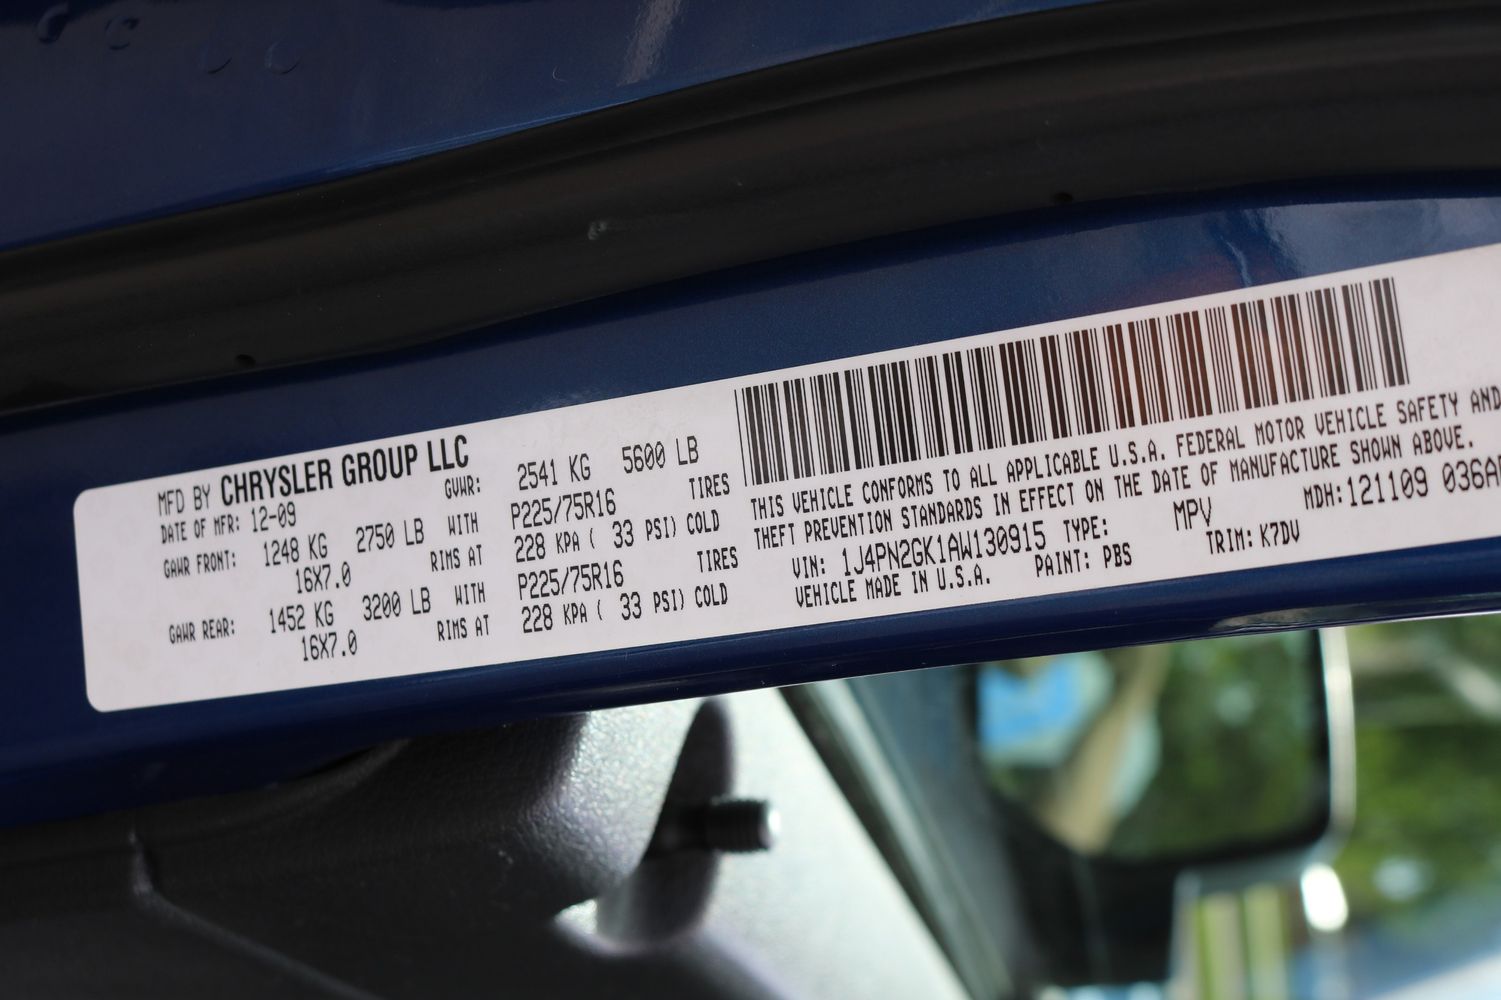 MFD BY CHRYSLER GROUP LLC
DATE OF MFR: 12-09 GVWR: 2541 KG 5600 LB
GAWR FRONT: 1248 KG 2750 LB WITH P225/75R16 TIRES
16X7.0 RIMS AT 228 KPA ( 33 PSI) COLD
GAWR REAR: 1452 KG 3200 LB WITH P225/75R16 TIRES
16X7.0 RIMS AT 228 KPA ( 33 PSI) COLD
THIS VEHICLE CONFORMS TO ALL APPLICABLE U.S.A. FEDERAL MOTOR VEHICLE SAFETY AND
THEFT PREVENTION STANDARDS IN EFFECT ON THE DATE OF MANUFACTURE SHOWN ABOVE.
VIN: 1J4PN2GK1AW130915 TYPE: MPV MDH:121109
VEHICLE MADE IN U.S.A. PAINT: PBS TRIM: K7DV